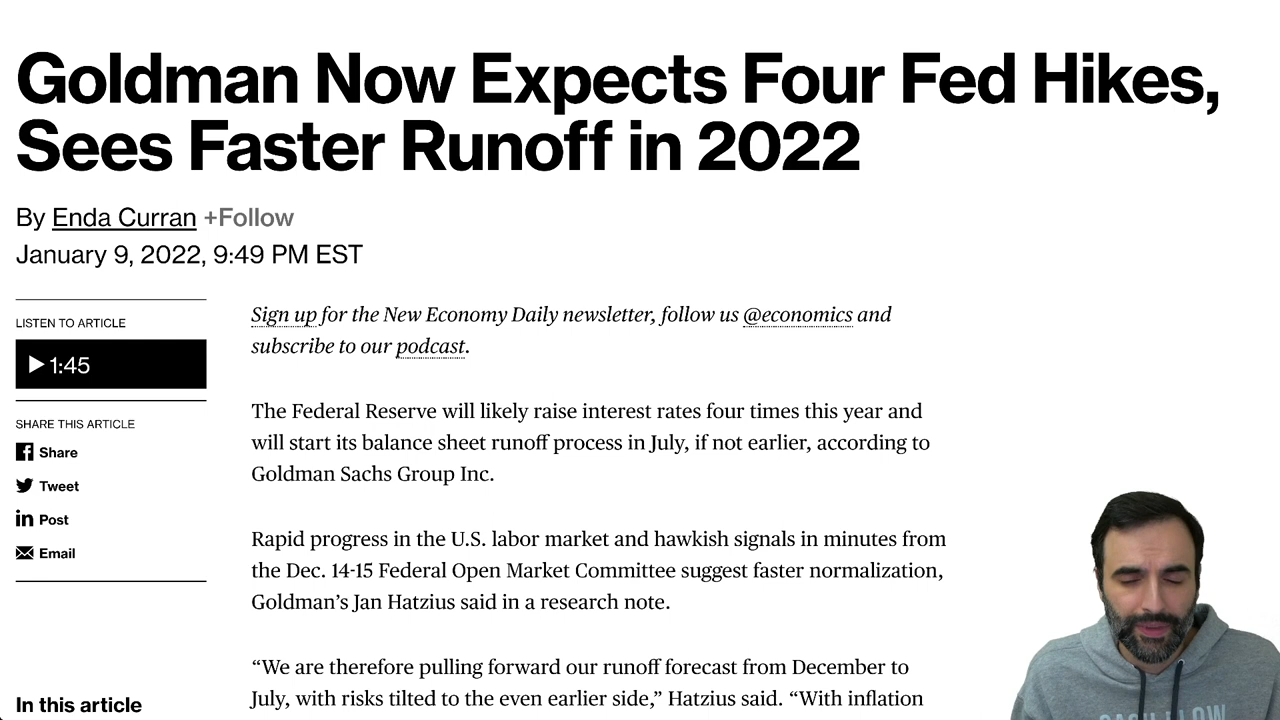 Goldman Now Expects Four Fed Hikes,
Sees Faster Runoff in 2022
By Enda Curran +Follow
January 9, 2022, 9:49 PM EST
LISTEN TO ARTICLE
1:45
SHARE THIS ARTICLE
Share
Tweet
Post
Email
In this article
Sign up for the New Economy Daily newsletter, follow us @economics and
subscribe to our podcast.
The Federal Reserve will likely raise interest rates four times this year and
will start its balance sheet runoff process in July, if not earlier, according to
Goldman Sachs Group Inc.
Rapid progress in the U.S. labor market and hawkish signals in minutes from
the Dec. 14-15 Federal Open Market Committee suggest faster normalization,
Goldman’s Jan Hatzius said in a research note.
“We are therefore pulling forward our runoff forecast from December to
July, with risks tilted to the even earlier side,” Hatzius said. “With inflation